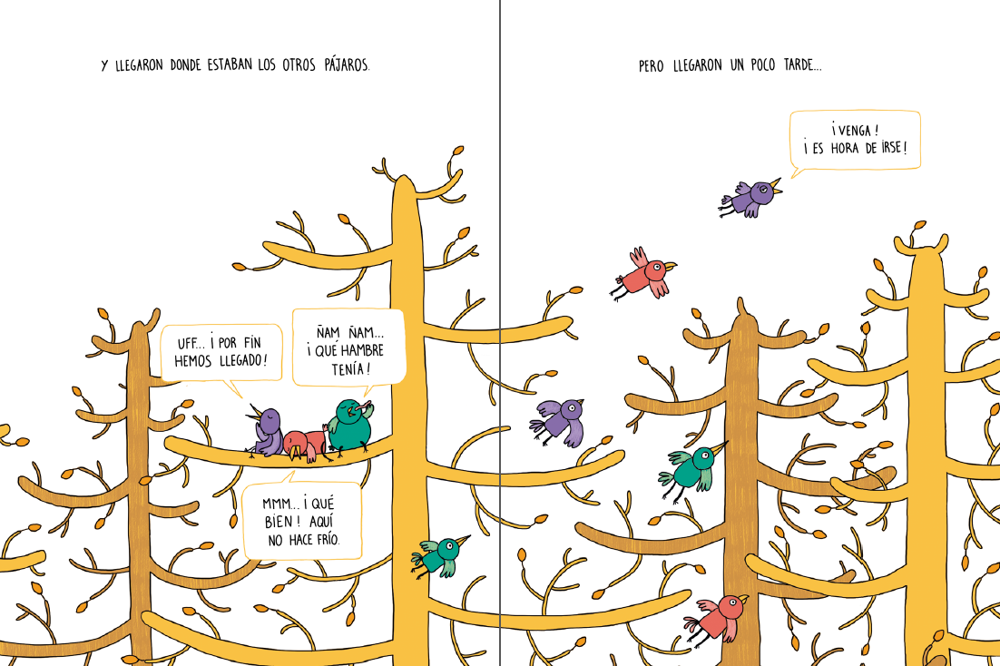 Y LLEGARON DONDE ESTABAN LOS OTROS PÁJAROS.
UFF... ¡POR FIN
HEMOS LLEGADO!
ÑAM ÑAM...
¡QUÉ HAMBRE
TENÍA!
MMM... ¡QUÉ
BIEN! AQUÍ
NO HACE FRÍO.
PERO LLEGARON UN POCO TARDE...
¡VENGA!
¡ES HORA DE IRSE!